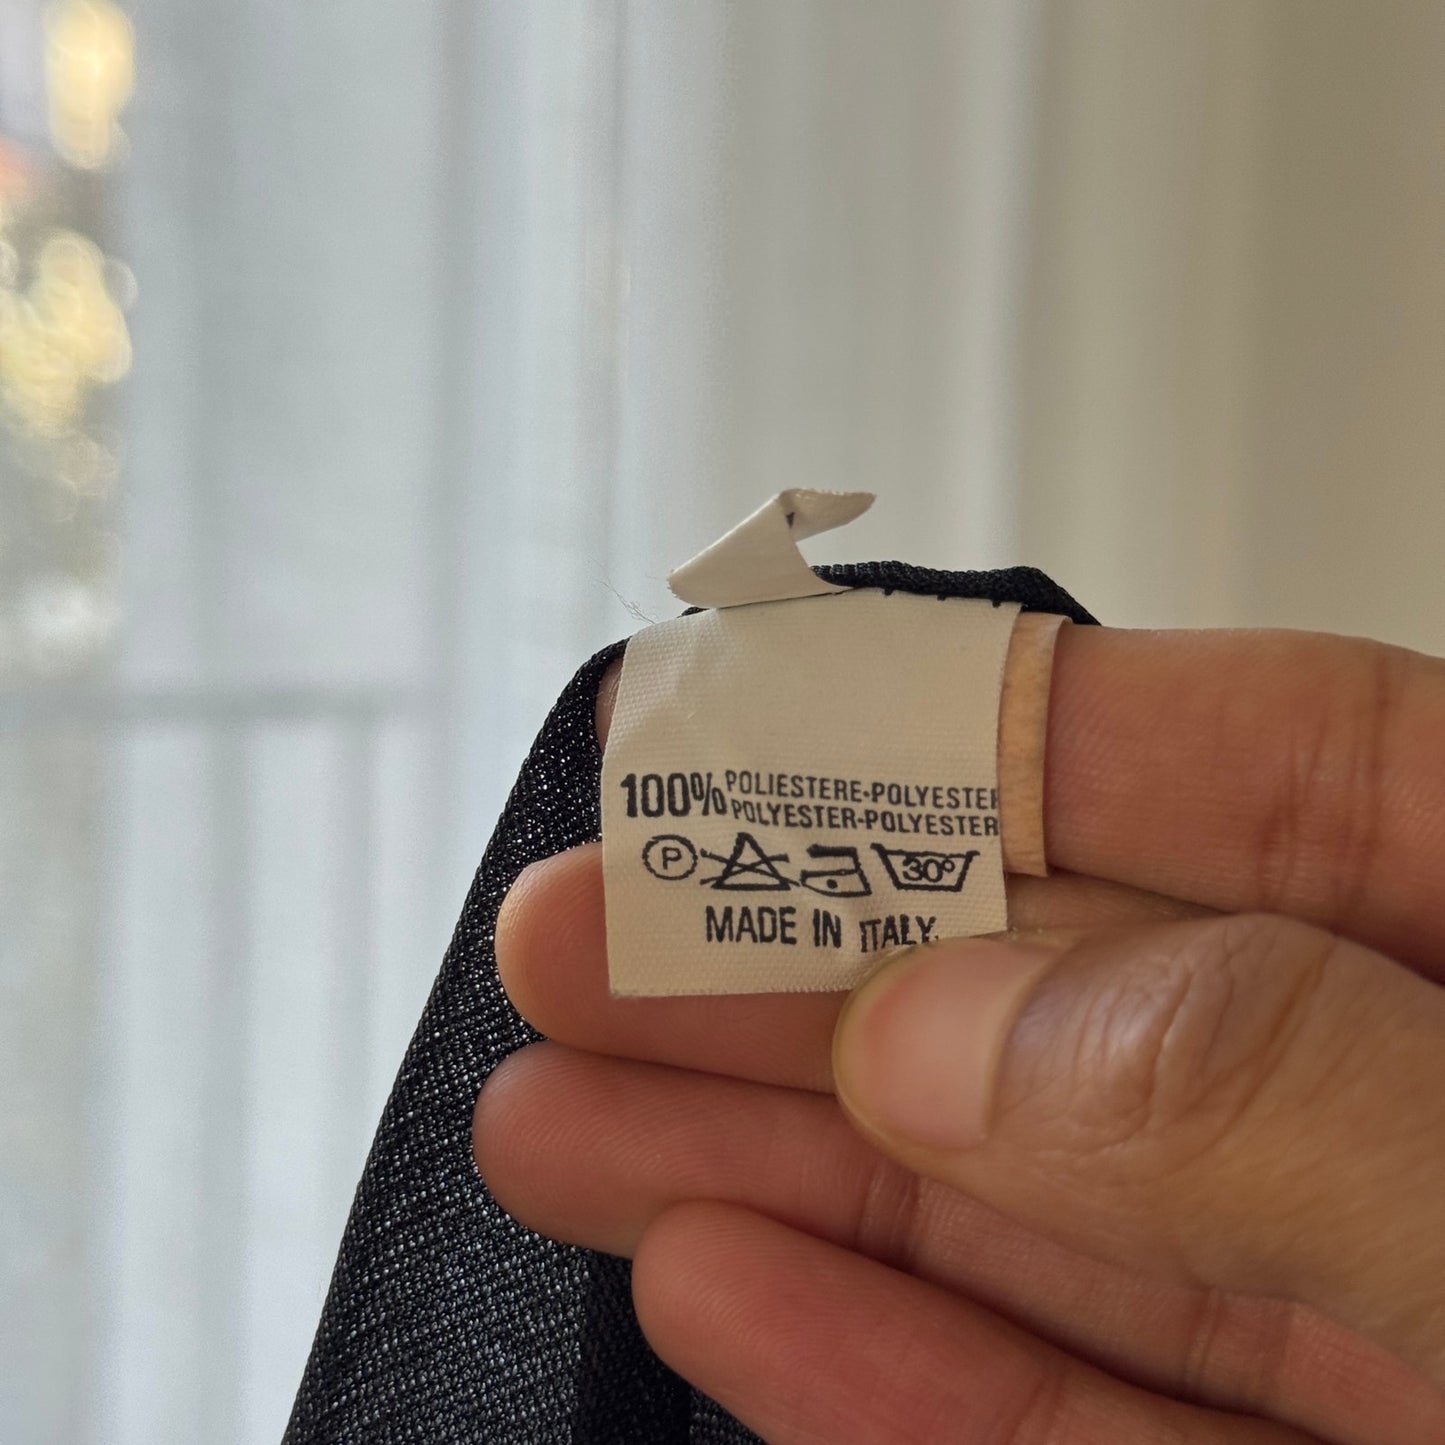 100% POLIESTERE-POLYESTER
POLYESTER-POLYESTER
P 30°
MADE IN ITALY